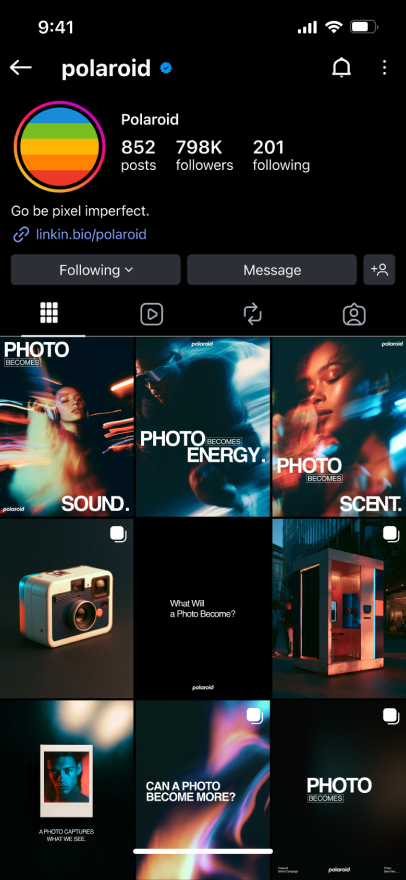 9:41
polaroid
Polaroid
852 798K 201
posts followers following
Go be pixel imperfect.
linkin.bio/polaroid
Following Message
PHOTO
BECOMES
polaroid
SOUND.
polaroid
PHOTO BECOMES
ENERGY.
polaroid
PHOTO
BECOMES
SCENT.
What Will
a Photo Become?
polaroid
A PHOTO CAPTURES
WHAT WE SEE.
CAN A PHOTO
BECOME MORE?
PHOTO
BECOMES
polaroid